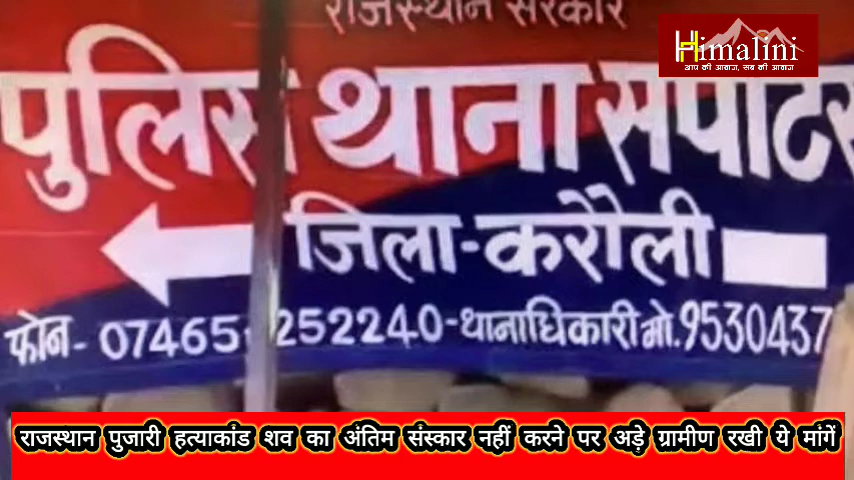 राजस्थान सरकार
Himalini
आप की आवाज, सब की आवाज
पुलिस थाना सपोटरा
जिला-करौली
फोन- 07465-252240-थानाधिकारी मो.9530437
राजस्थान पुजारी हत्याकांड शव का अंतिम संस्कार नहीं करने पर अड़े ग्रामीण रखी ये मांगें